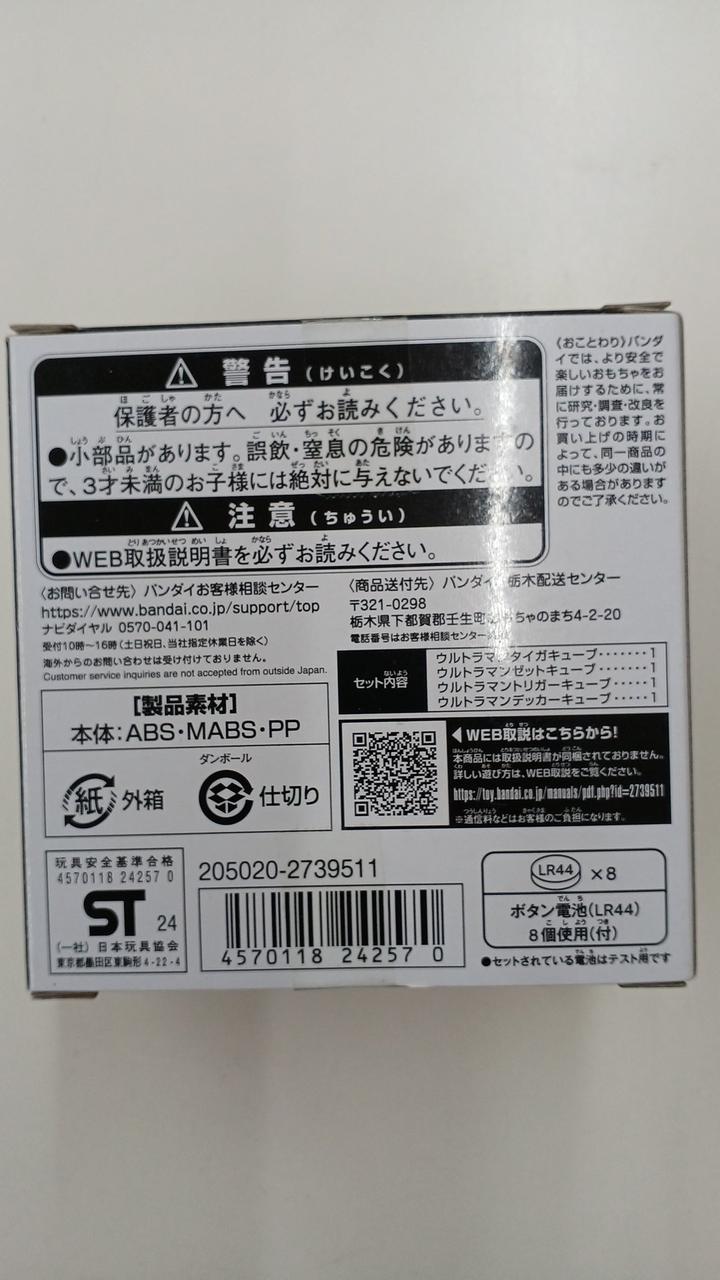 警告(けいこく)
保護者の方へ 必ずお読みください。
●小部品があります。誤飲・窒息の危険がありますの
で、3才未満のお子様には絶対に与えないでください。
注意(ちゅうい)
●WEB取扱説明書を必ずお読みください。
《おことわり》バンダ
イでは、より安全で
楽しいおもちゃをお
届けするために、常
に研究・調査・改良を
行っております。お
買い上げの時期に
よって、同一商品の
中にも多少の違いが
ある場合があります
のでご了承ください。
〈お問い合せ先〉バンダイお客様相談センター
https://www.bandai.co.jp/support/top
ナビダイヤル 0570-041-101
受付10時〜16時(土日祝日、当社指定休業日を除く)
海外からのお問い合わせは受け付けておりません。
Customer service inquiries are not accepted from outside Japan.
〈商品送付先〉バンダイ 栃木配送センター
〒321-0298
栃木県下都賀郡壬生町おもちゃのまち4-2-20
電話番号はお客様相談センター
セット内容
ウルトラマンタイガキューブ・・・・・・・1
ウルトラマンゼットキューブ・・・・・・・1
ウルトラマントリガーキューブ・・・・・1
ウルトラマンデッカーキューブ・・・・・1
【製品素材】
本体:ABS・MABS・PP
紙 外箱
ダンボール
仕切り
◀WEB取説はこちらから!
本商品には取扱説明書が同梱されておりません。
詳しい遊び方は、WEB取説をご覧ください。
https://toy.bandai.co.jp/manuals/pdf.php?id=2739511
※通信料などはお客様のご負担になります。
玩具安全基準合格
4570118 24257 0
ST 24
(一社)日本玩具協会
東京都墨田区東駒形4-22-4
205020-2739511
4570118 24257 0
LR44 ×8
ボタン電池(LR44)
8個使用(付)
●セットされている電池はテスト用です